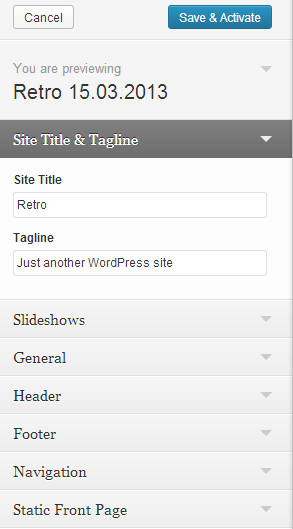 Cancel Save & Activate
You are previewing
Retro 15.03.2013
Site Title & Tagline
Site Title
Retro
Tagline
Just another WordPress site
Slideshows
General
Header
Footer
Navigation
Static Front Page